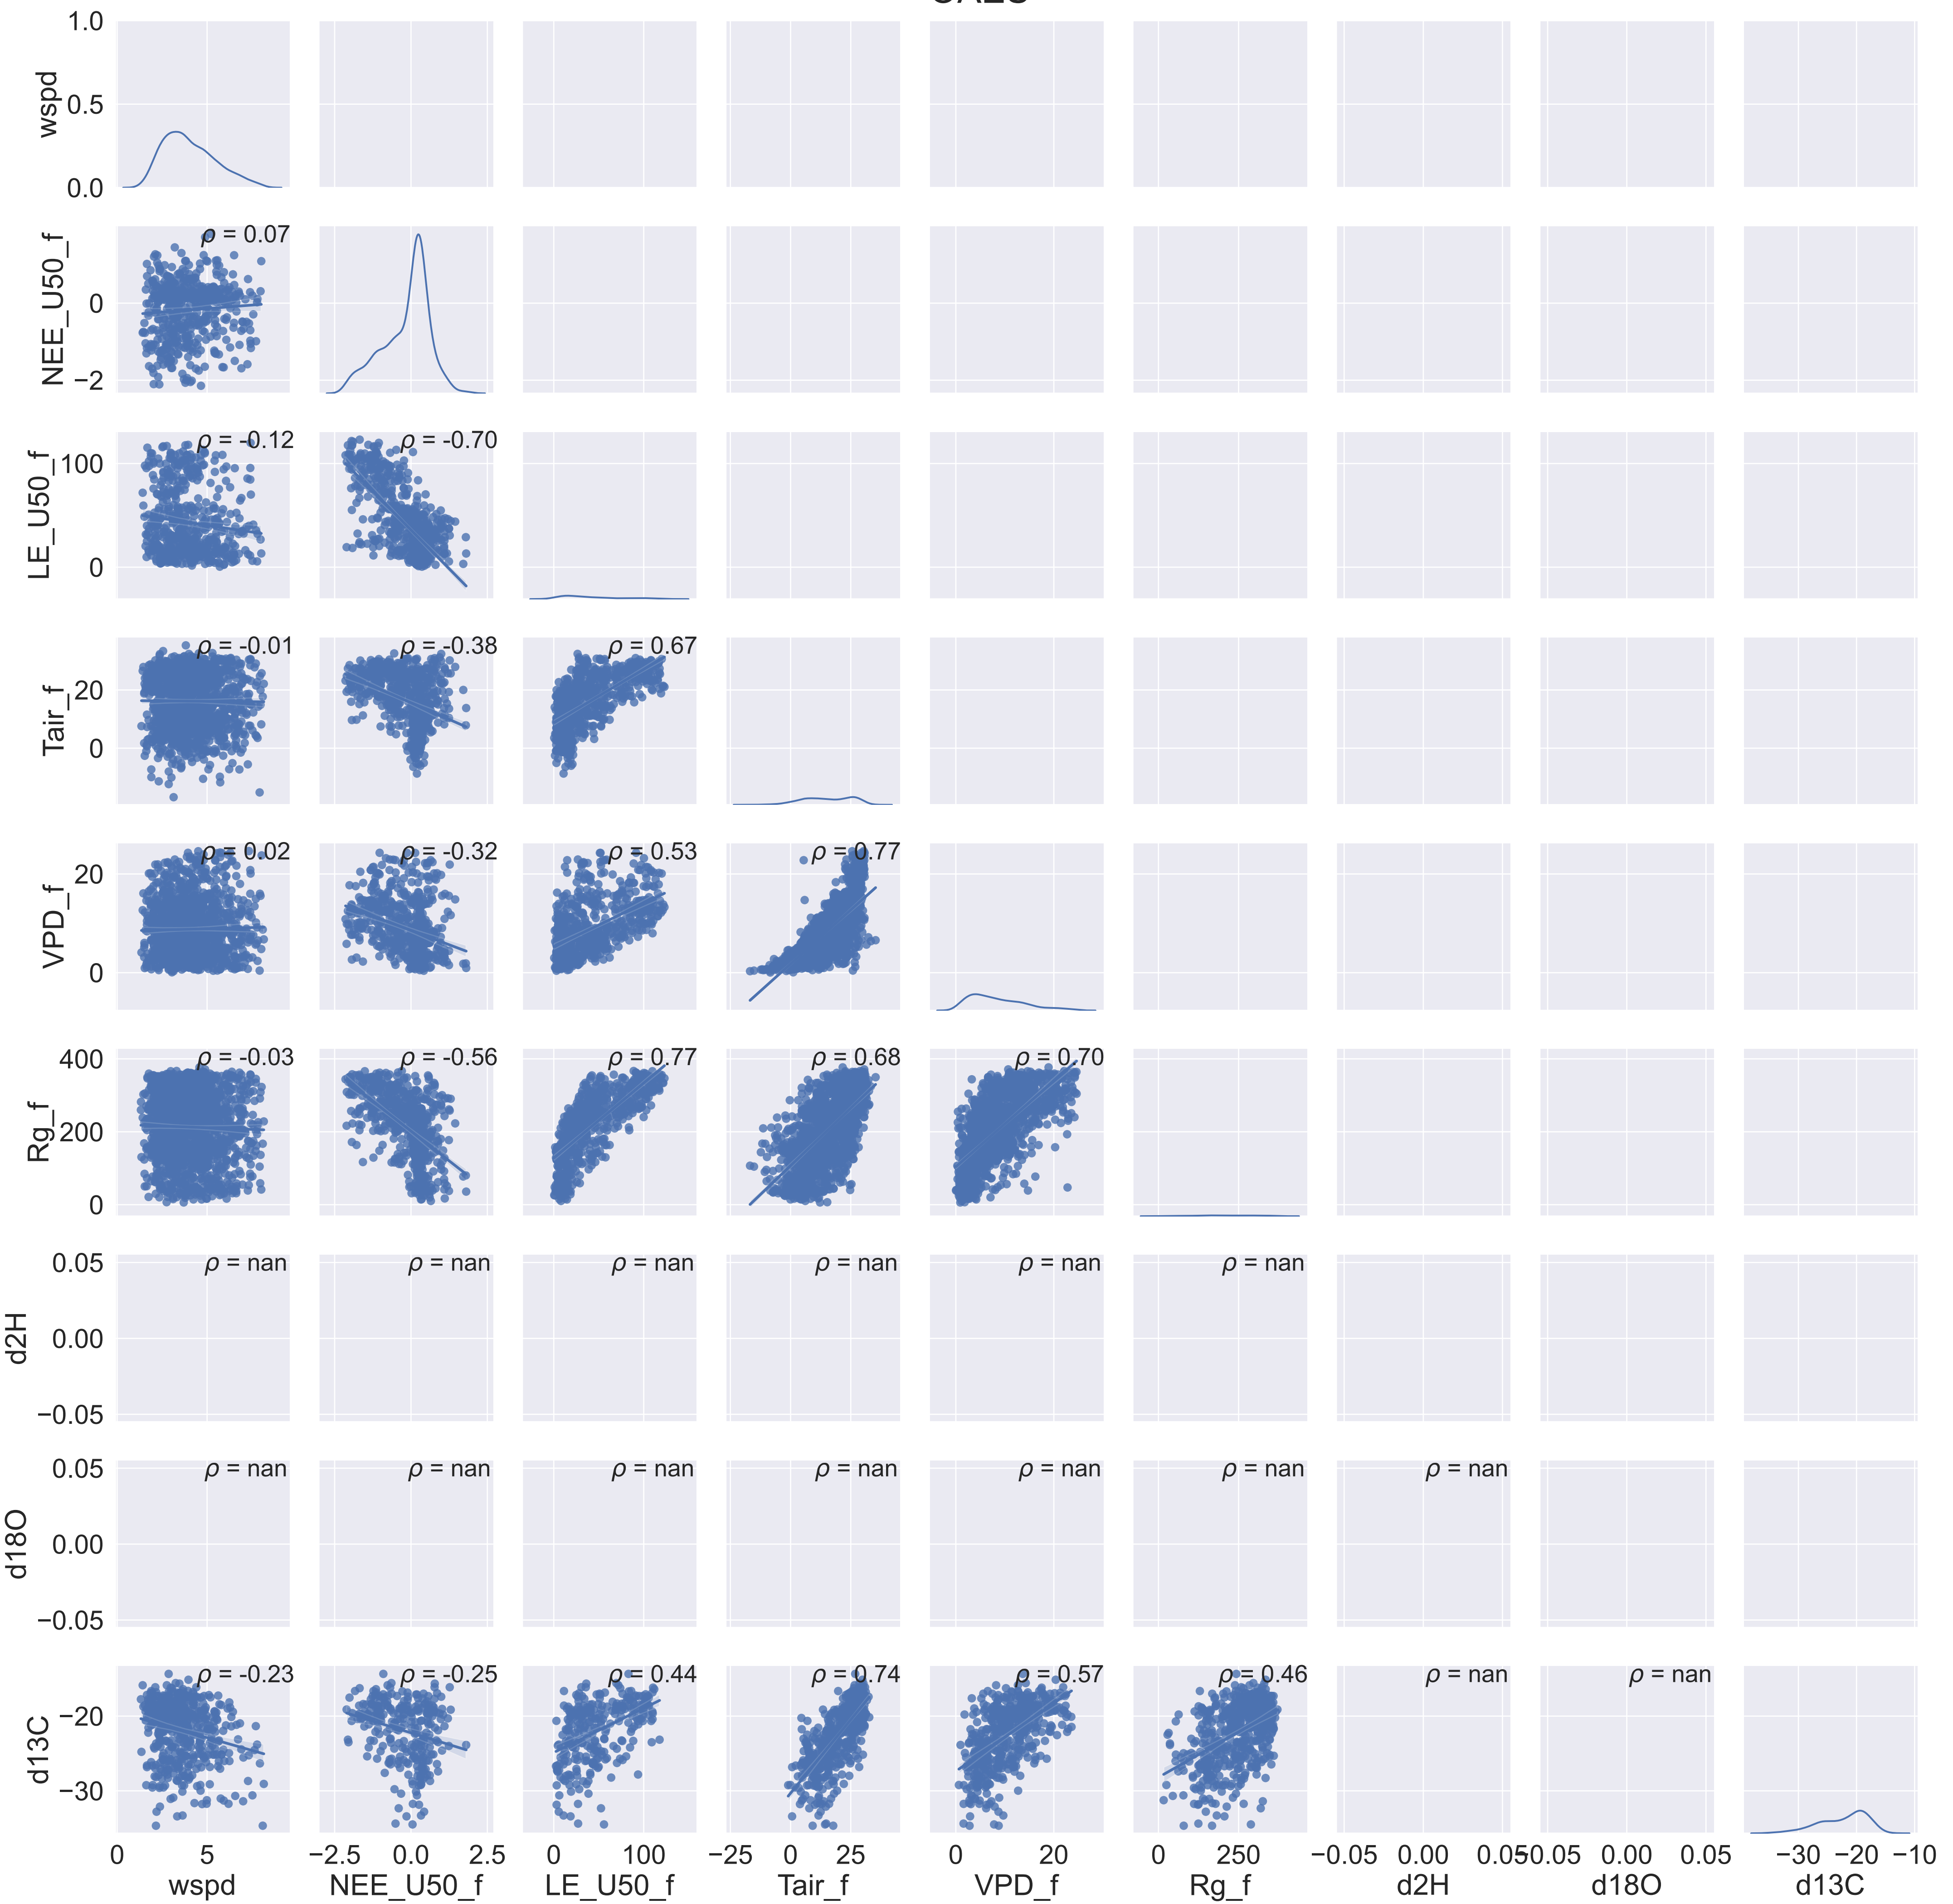 1.0
wspd
0.5
0.0
ρ = 0.07
NEE_U50_f
0
−2
ρ = -0.12
ρ = -0.70
LE_U50_f
100
0
ρ = -0.01
ρ = -0.38
ρ = 0.67
Tair_f
20
0
ρ = 0.02
ρ = -0.32
ρ = 0.53
ρ = 0.77
VPD_f
20
0
ρ = -0.03
ρ = -0.56
ρ = 0.77
ρ = 0.68
ρ = 0.70
Rg_f
400
200
0
ρ = nan
ρ = nan
ρ = nan
ρ = nan
ρ = nan
ρ = nan
d2H
0.05
0.00
−0.05
ρ = nan
ρ = nan
ρ = nan
ρ = nan
ρ = nan
ρ = nan
ρ = nan
d18O
0.05
0.00
−0.05
ρ = -0.23
ρ = -0.25
ρ = 0.44
ρ = 0.74
ρ = 0.57
ρ = 0.46
ρ = nan
ρ = nan
d13C
−20
−30
0 5
−2.5 0.0 2.5
0 100
−25 0 25
0 20
0 250
−0.05 0.00 0.05
−0.05 0.00 0.05
−30 −20 −10
wspd
NEE_U50_f
LE_U50_f
Tair_f
VPD_f
Rg_f
d2H
d18O
d13C